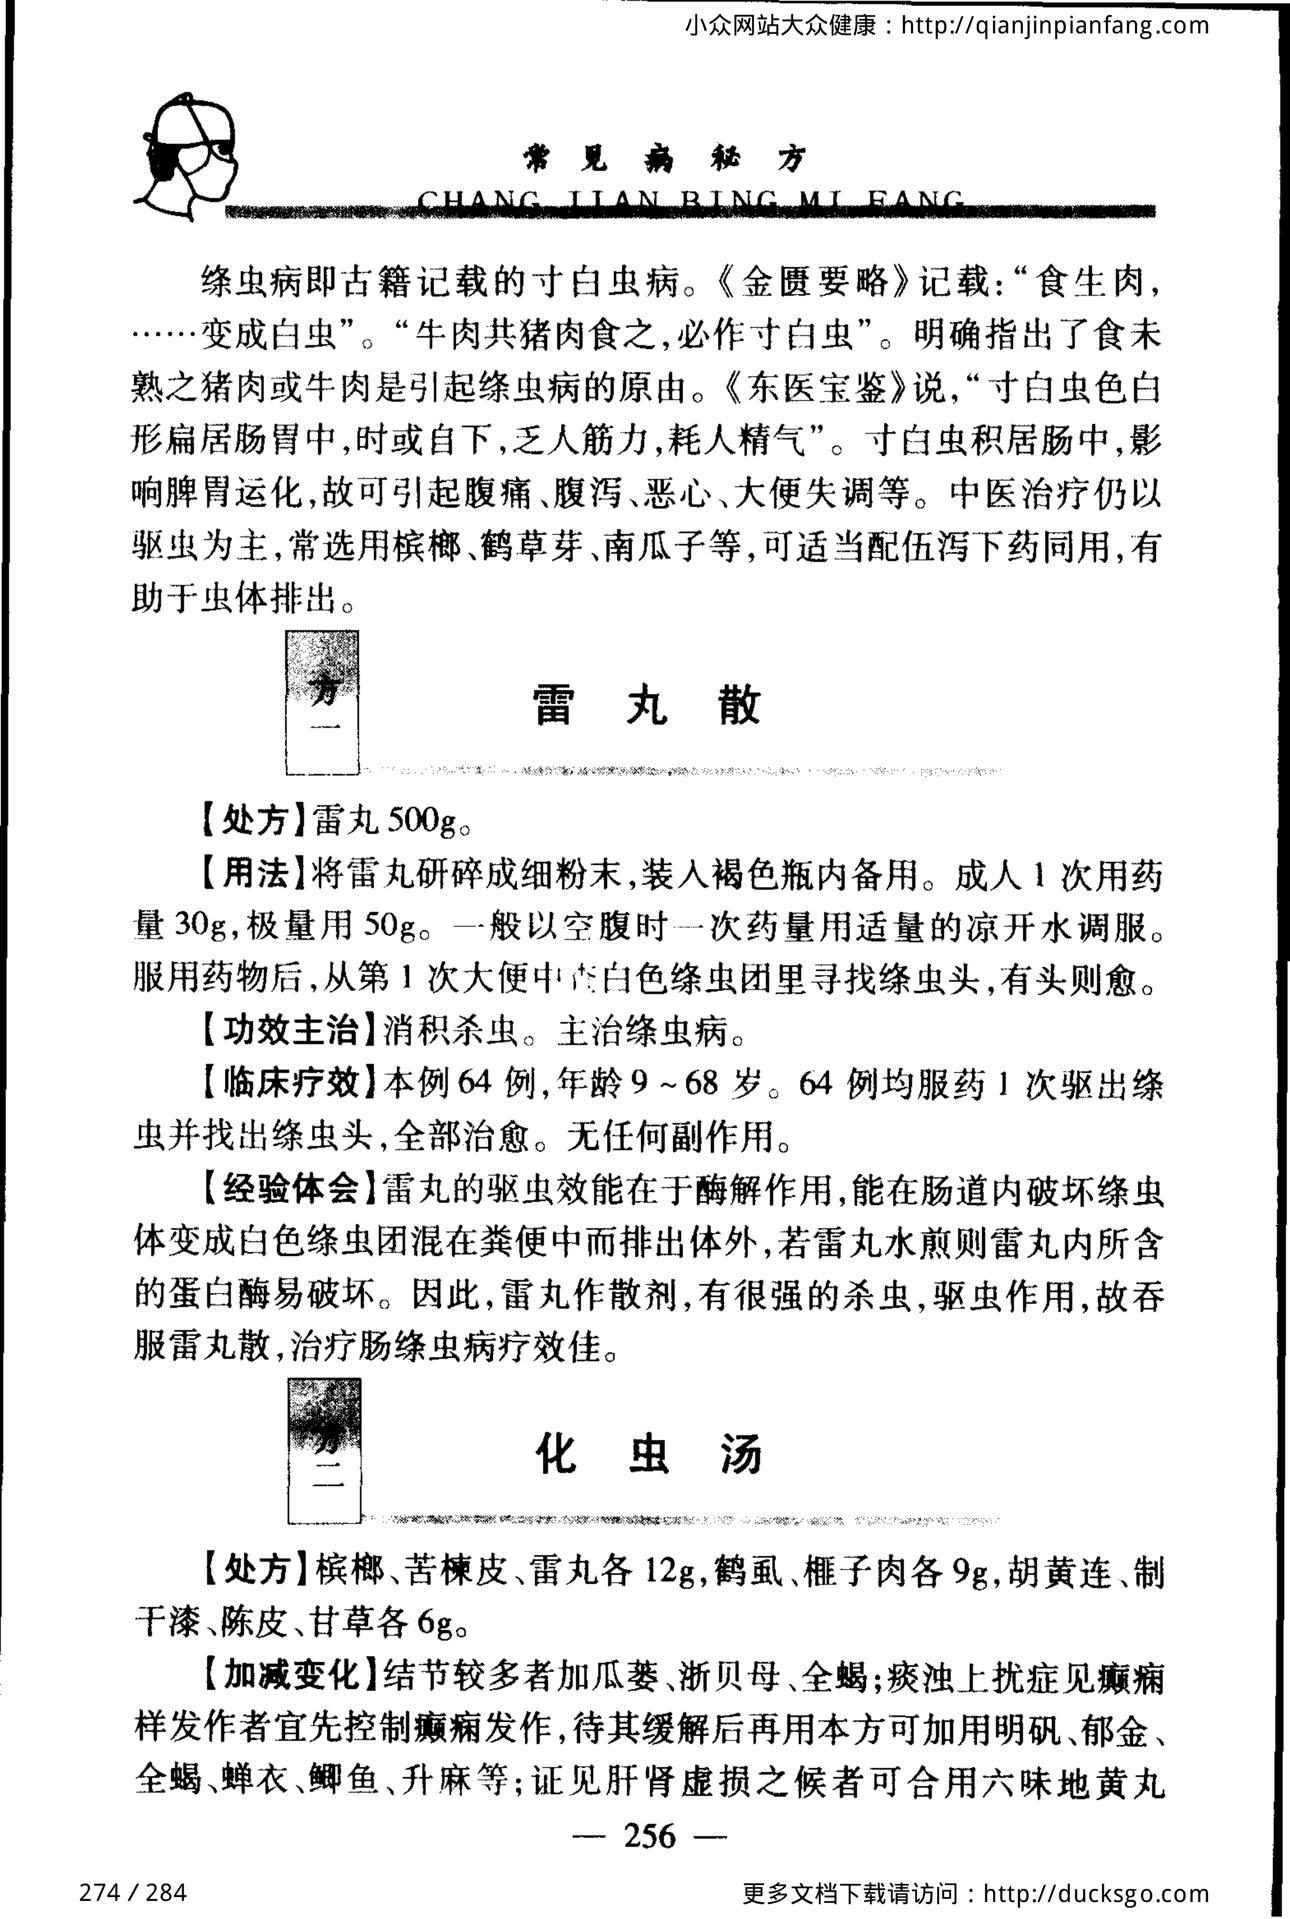 小众网站大众健康：http://qianjinpianfang.com
常见病秘方
CHANG JIAN BING MI FANG
绦虫病即古籍记载的寸白虫病。《金匮要略》记载：“食生肉，
……变成白虫”。“牛肉共猪肉食之，必作寸白虫”。明确指出了食未
熟之猪肉或牛肉是引起绦虫病的原由。《东医宝鉴》说，“寸白虫色白
形扁居肠胃中，时或自下，乏人筋力，耗人精气”。寸白虫积居肠中，影
响脾胃运化，故可引起腹痛、腹泻、恶心、大便失调等。中医治疗仍以
驱虫为主，常选用槟榔、鹤草芽、南瓜子等，可适当配伍泻下药同用，有
助于虫体排出。
方一
雷丸散
【处方】雷丸500g。
【用法】将雷丸研碎成细粉末，装入褐色瓶内备用。成人1次用药
量30g，极量用50g。一般以空腹时一次药量用适量的凉开水调服。
服用药物后，从第1次大便中查白色绦虫团里寻找绦虫头，有头则愈。
【功效主治】消积杀虫。主治绦虫病。
【临床疗效】本例64例，年龄9～68岁。64例均服药1次驱出绦
虫并找出绦虫头，全部治愈。无任何副作用。
【经验体会】雷丸的驱虫效能在于酶解作用，能在肠道内破坏绦虫
体变成白色绦虫团混在粪便中而排出体外，若雷丸水煎则雷丸内所含
的蛋白酶易破坏。因此，雷丸作散剂，有很强的杀虫，驱虫作用，故吞
服雷丸散，治疗肠绦虫病疗效佳。
方二
化虫汤
【处方】槟榔、苦楝皮、雷丸各12g，鹤虱、榧子肉各9g，胡黄连、制
干漆、陈皮、甘草各6g。
【加减变化】结节较多者加瓜蒌、浙贝母、全蝎；痰浊上扰症见癫痫
样发作者宜先控制癫痫发作，待其缓解后再用本方可加用明矾、郁金、
全蝎、蝉衣、鲫鱼、升麻等；证见肝肾虚损之候者可合用六味地黄丸
— 256 —
274 / 284
更多文档下载请访问：http://ducksgo.com